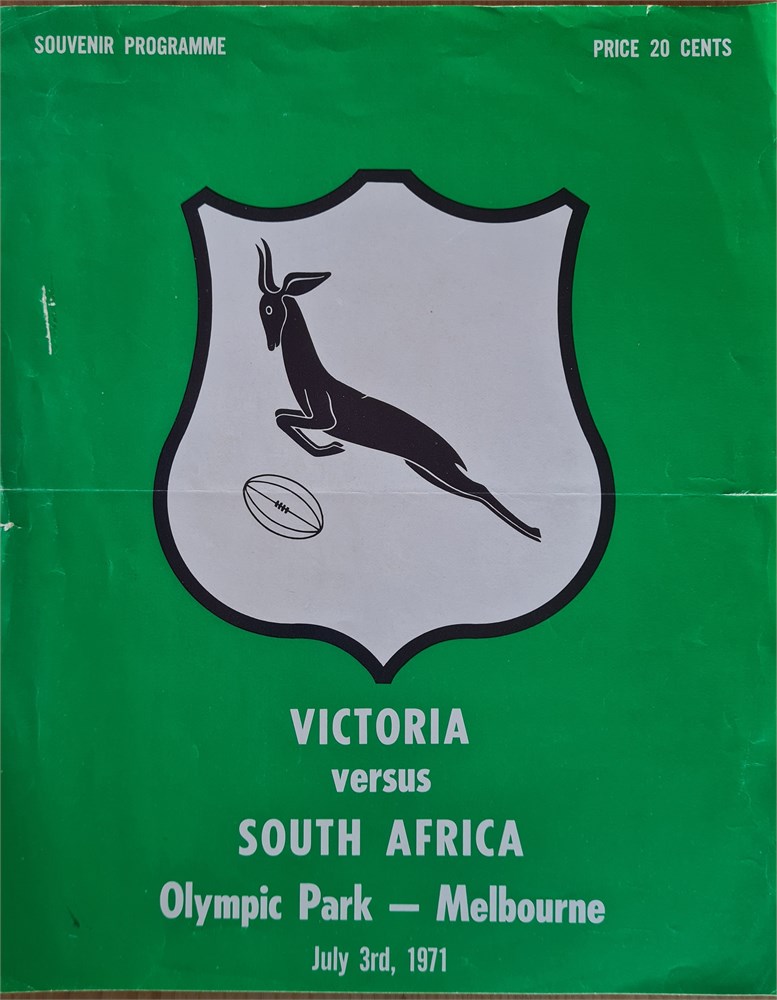 SOUVENIR PROGRAMME
PRICE 20 CENTS
VICTORIA
versus
SOUTH AFRICA
Olympic Park — Melbourne
July 3rd, 1971